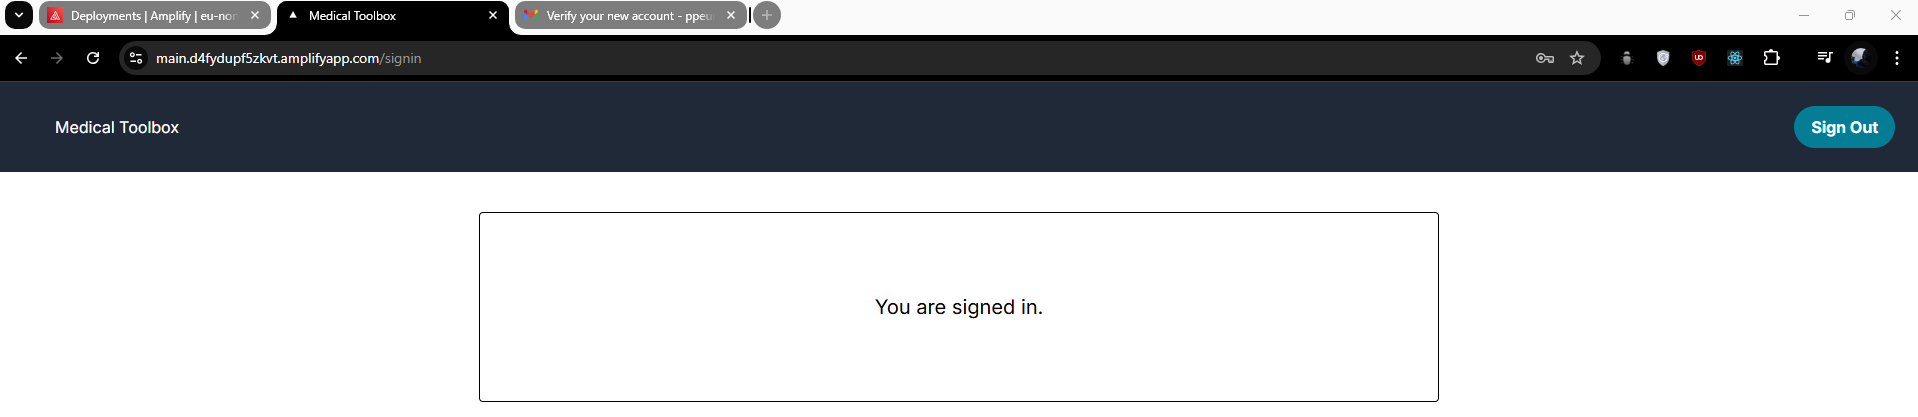 Deployments | Amplify | eu-nor
Medical Toolbox
Verify your new account - ppeu
main.d4fydupf5zkvt.amplifyapp.com/signin
Medical Toolbox
Sign Out
You are signed in.